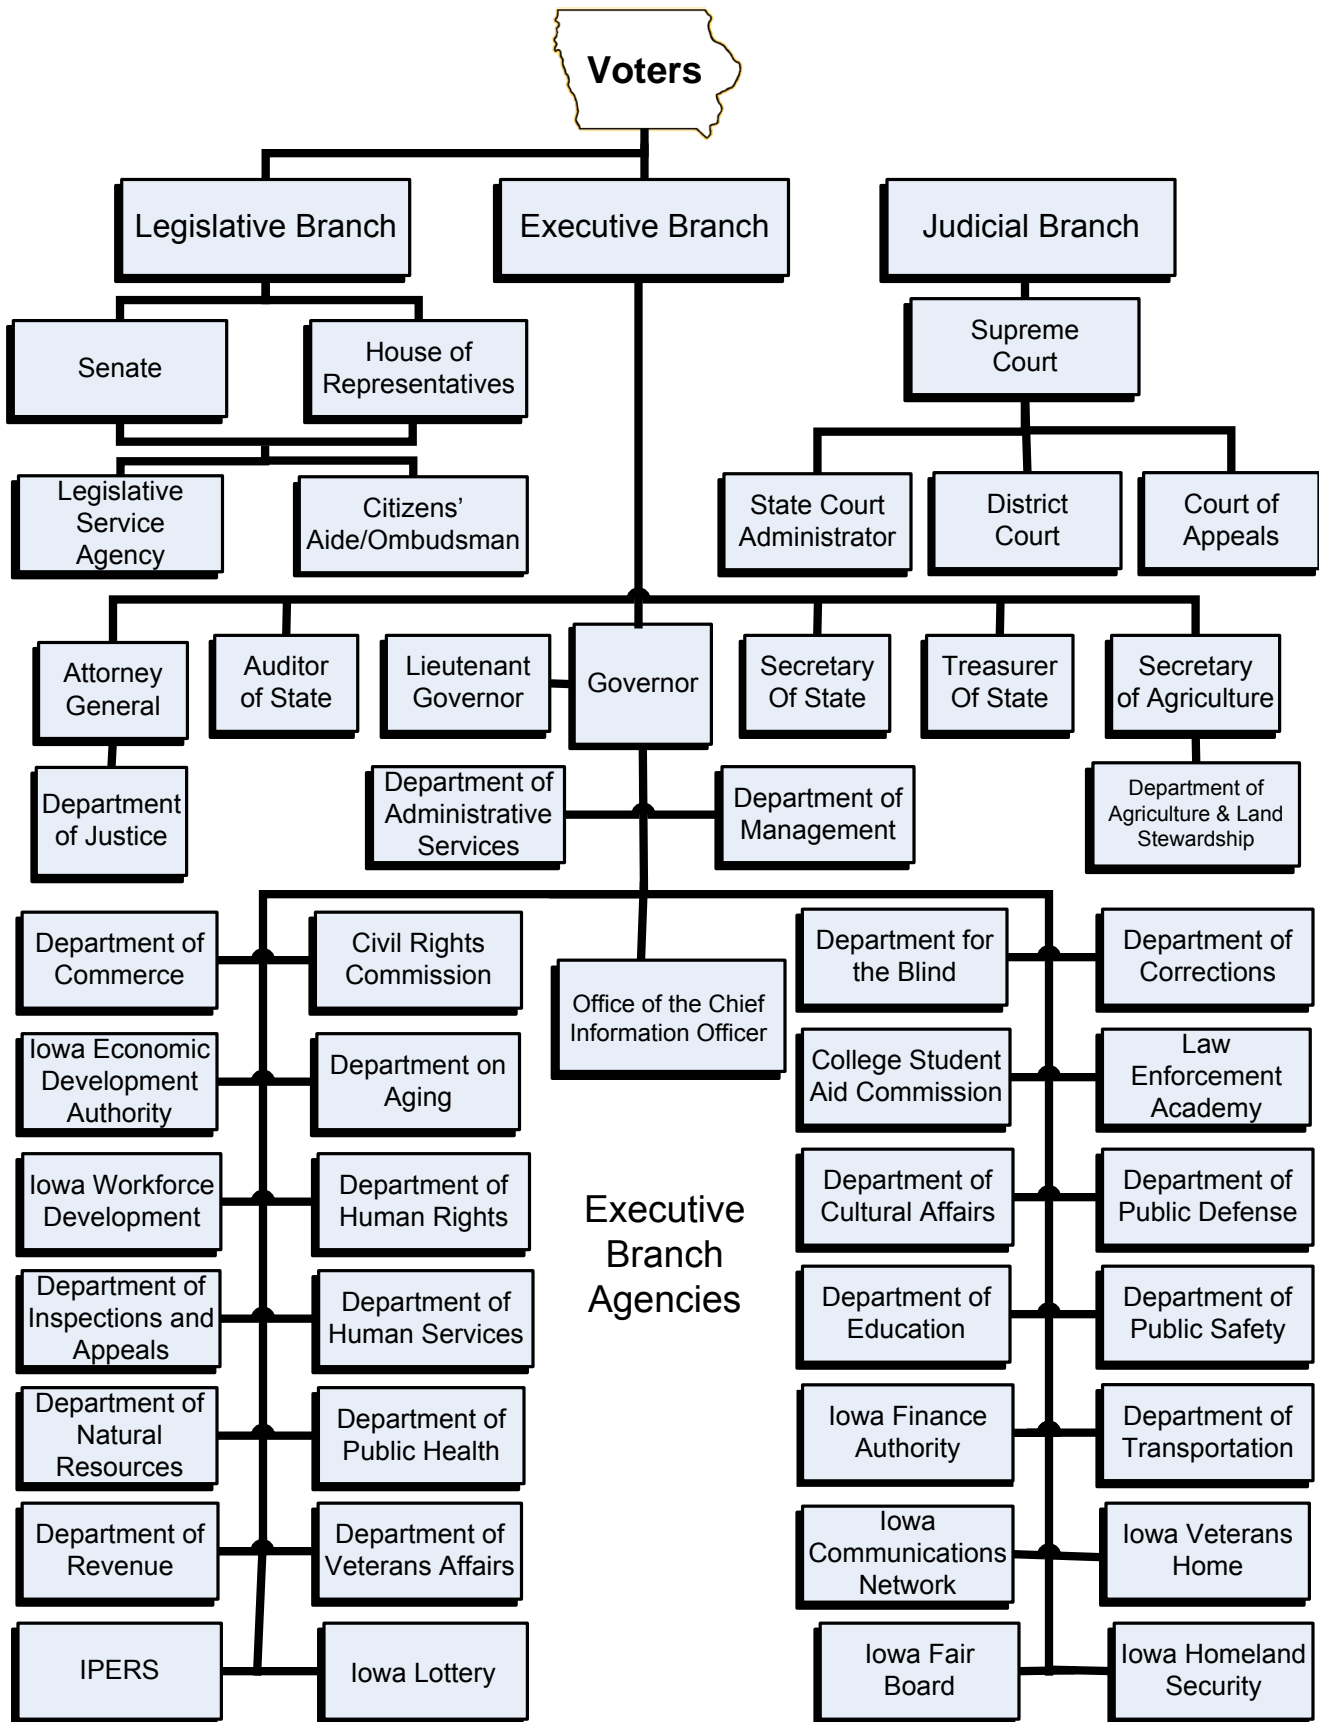 Voters
Legislative Branch
Executive Branch
Judicial Branch
Senate
House of
Representatives
Supreme
Court
Legislative
Service
Agency
Citizens’
Aide/Ombudsman
State Court
Administrator
District
Court
Court of
Appeals
Attorney
General
Auditor
of State
Lieutenant
Governor
Governor
Secretary
Of State
Treasurer
Of State
Secretary
of Agriculture
Department
of Justice
Department of
Administrative
Services
Department of
Management
Department of
Agriculture & Land
Stewardship
Department of
Commerce
Civil Rights
Commission
Office of the Chief
Information Officer
Department for
the Blind
Department of
Corrections
Iowa Economic
Development
Authority
Department on
Aging
College Student
Aid Commission
Law
Enforcement
Academy
Iowa Workforce
Development
Department of
Human Rights
Executive
Branch
Agencies
Department of
Cultural Affairs
Department of
Public Defense
Department of
Inspections and
Appeals
Department of
Human Services
Department of
Education
Department of
Public Safety
Department of
Natural
Resources
Department of
Public Health
Iowa Finance
Authority
Department of
Transportation
Department of
Revenue
Department of
Veterans Affairs
Iowa
Communications
Network
Iowa Veterans
Home
IPERS
Iowa Lottery
Iowa Fair
Board
Iowa Homeland
Security